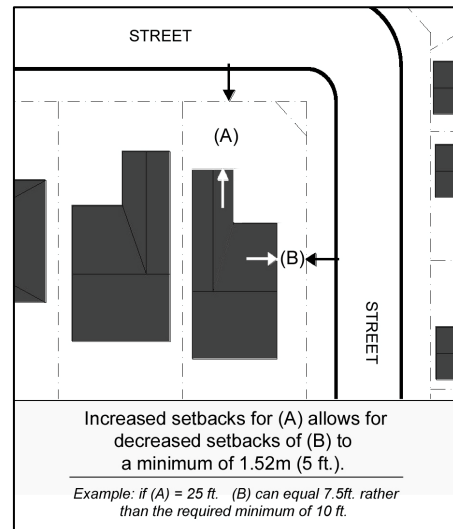 STREET
(A)
(B)
STREET
Increased setbacks for (A) allows for
decreased setbacks of (B) to
a minimum of 1.52m (5 ft.).
Example: if (A) = 25 ft. (B) can equal 7.5ft. rather
than the required minimum of 10 ft.